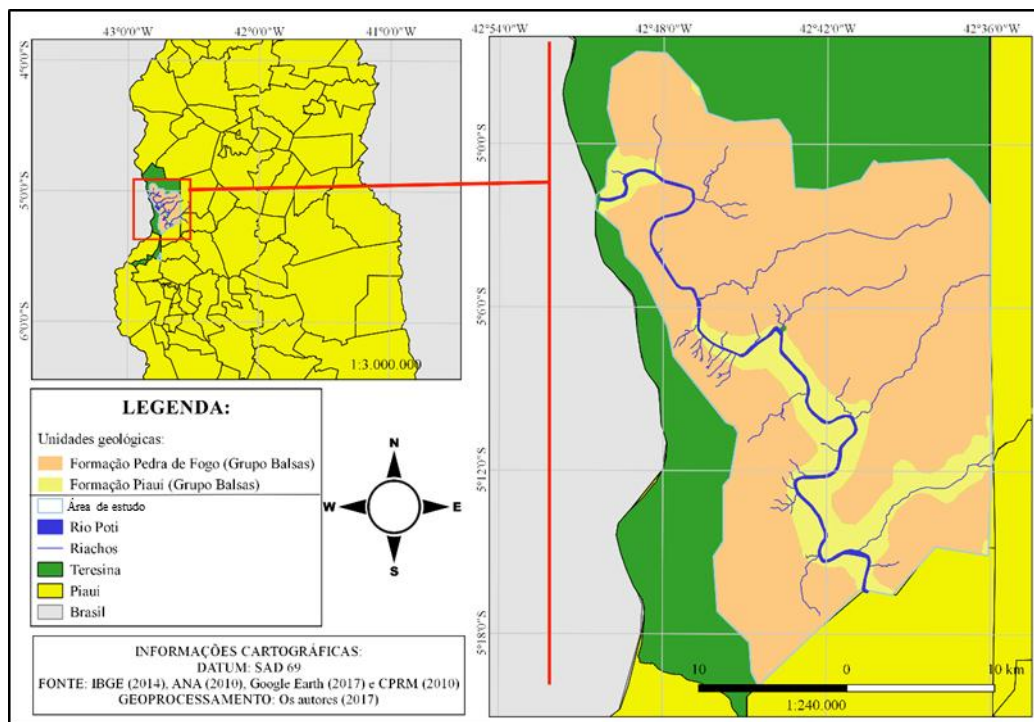 43°0'0"W 42°0'0"W 41°0'0"W
4°0'0"S
5°0'0"S
6°0'0"S
1:3.000.000
42°54'0"W 42°48'0"W 42°42'0"W 42°36'0"W
5°0'0"S
5°6'0"S
5°12'0"S
5°18'0"S
10 0 10 km
1:240.000
LEGENDA:
Unidades geológicas:
Formação Pedra de Fogo (Grupo Balsas)
Formação Piauí (Grupo Balsas)
Área de estudo
Rio Poti
Riachos
Teresina
Piauí
Brasil
N
W E
S
INFORMAÇÕES CARTOGRÁFICAS:
DATUM: SAD 69
FONTE: IBGE (2014), ANA (2010), Google Earth (2017) e CPRM (2010)
GEOPROCESSAMENTO: Os autores (2017)